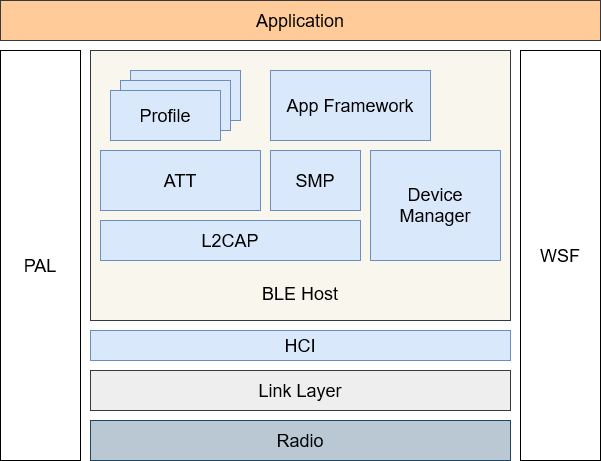 Application
PAL
Profile
App Framework
ATT
SMP
Device
Manager
L2CAP
BLE Host
WSF
HCI
Link Layer
Radio